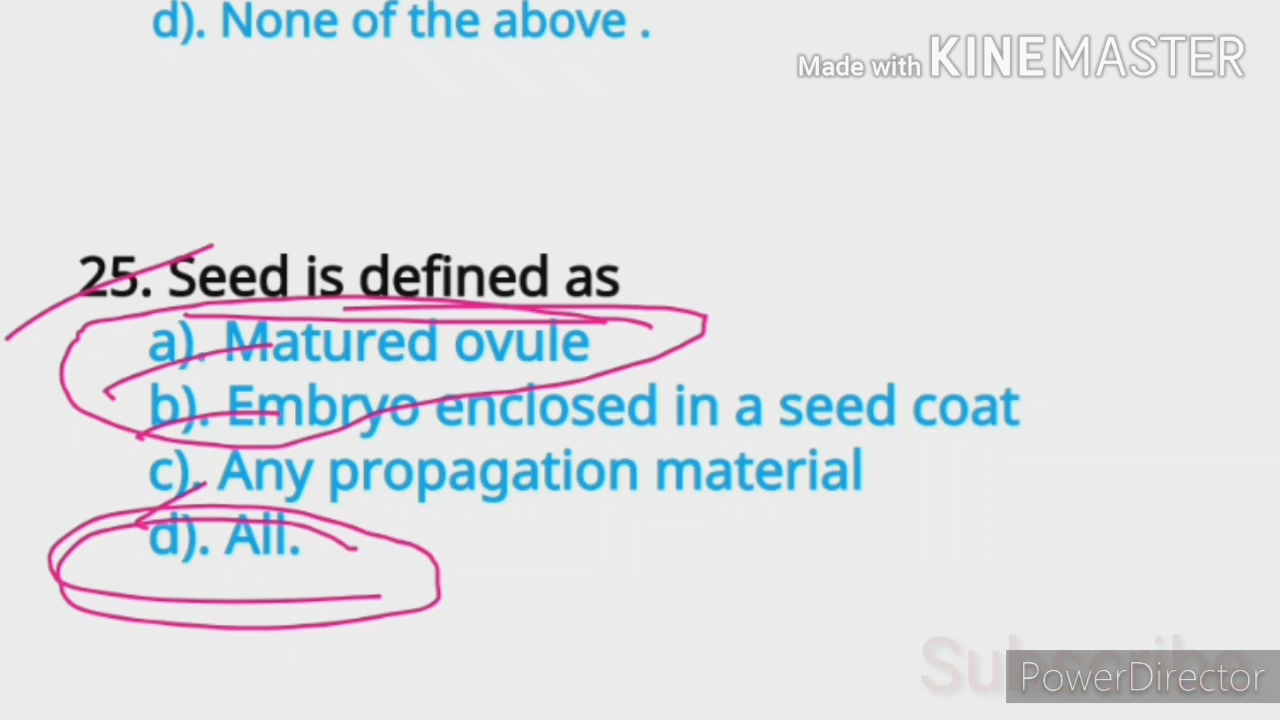 d). None of the above .
Made with KINEMASTER
25. Seed is defined as
a). Matured ovule
b). Embryo enclosed in a seed coat
c). Any propagation material
d). All.
Subscribe
PowerDirector